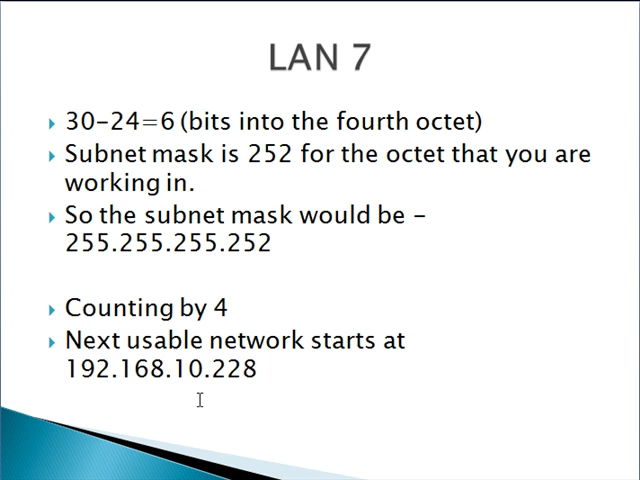 LAN 7
30-24=6 (bits into the fourth octet)
Subnet mask is 252 for the octet that you are
working in.
So the subnet mask would be -
255.255.255.252
Counting by 4
Next usable network starts at
192.168.10.228